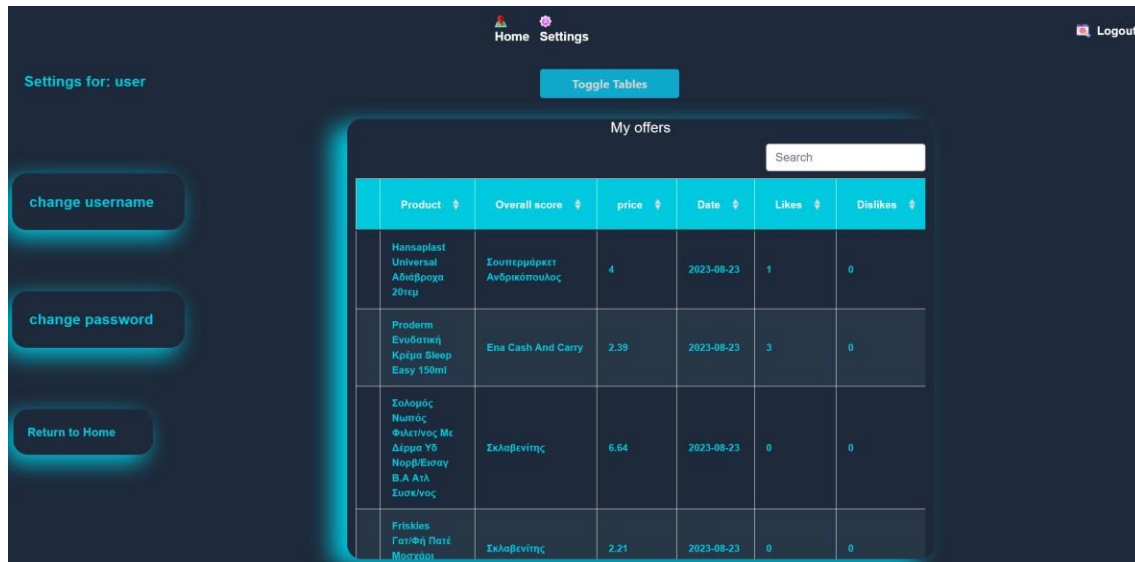 Home Settings
Logout
Settings for: user
Toggle Tables
My offers
Search
change username
change password
Return to Home
Product Overall score price Date Likes Dislikes
Hansaplast
Universal
Αδιάβροχα
20τεμ
Σουπερμάρκετ
Ανδρικόπουλος
4
2023-08-23
1
0
Proderm
Ενυδατική
Κρέμα Sleep
Easy 150ml
Ena Cash And Carry
2.39
2023-08-23
3
0
Σολομός
Νωπός
Φιλετ/νος Με
Δέρμα Υδ
Νορβ/Εισαγ
Β.Α Ατλ
Συσκ/νος
Σκλαβενίτης
6.64
2023-08-23
0
0
Friskies
Γατ/Φή Πατέ
Μοσχάρι
Σκλαβενίτης
2.21
2023-08-23
0
0